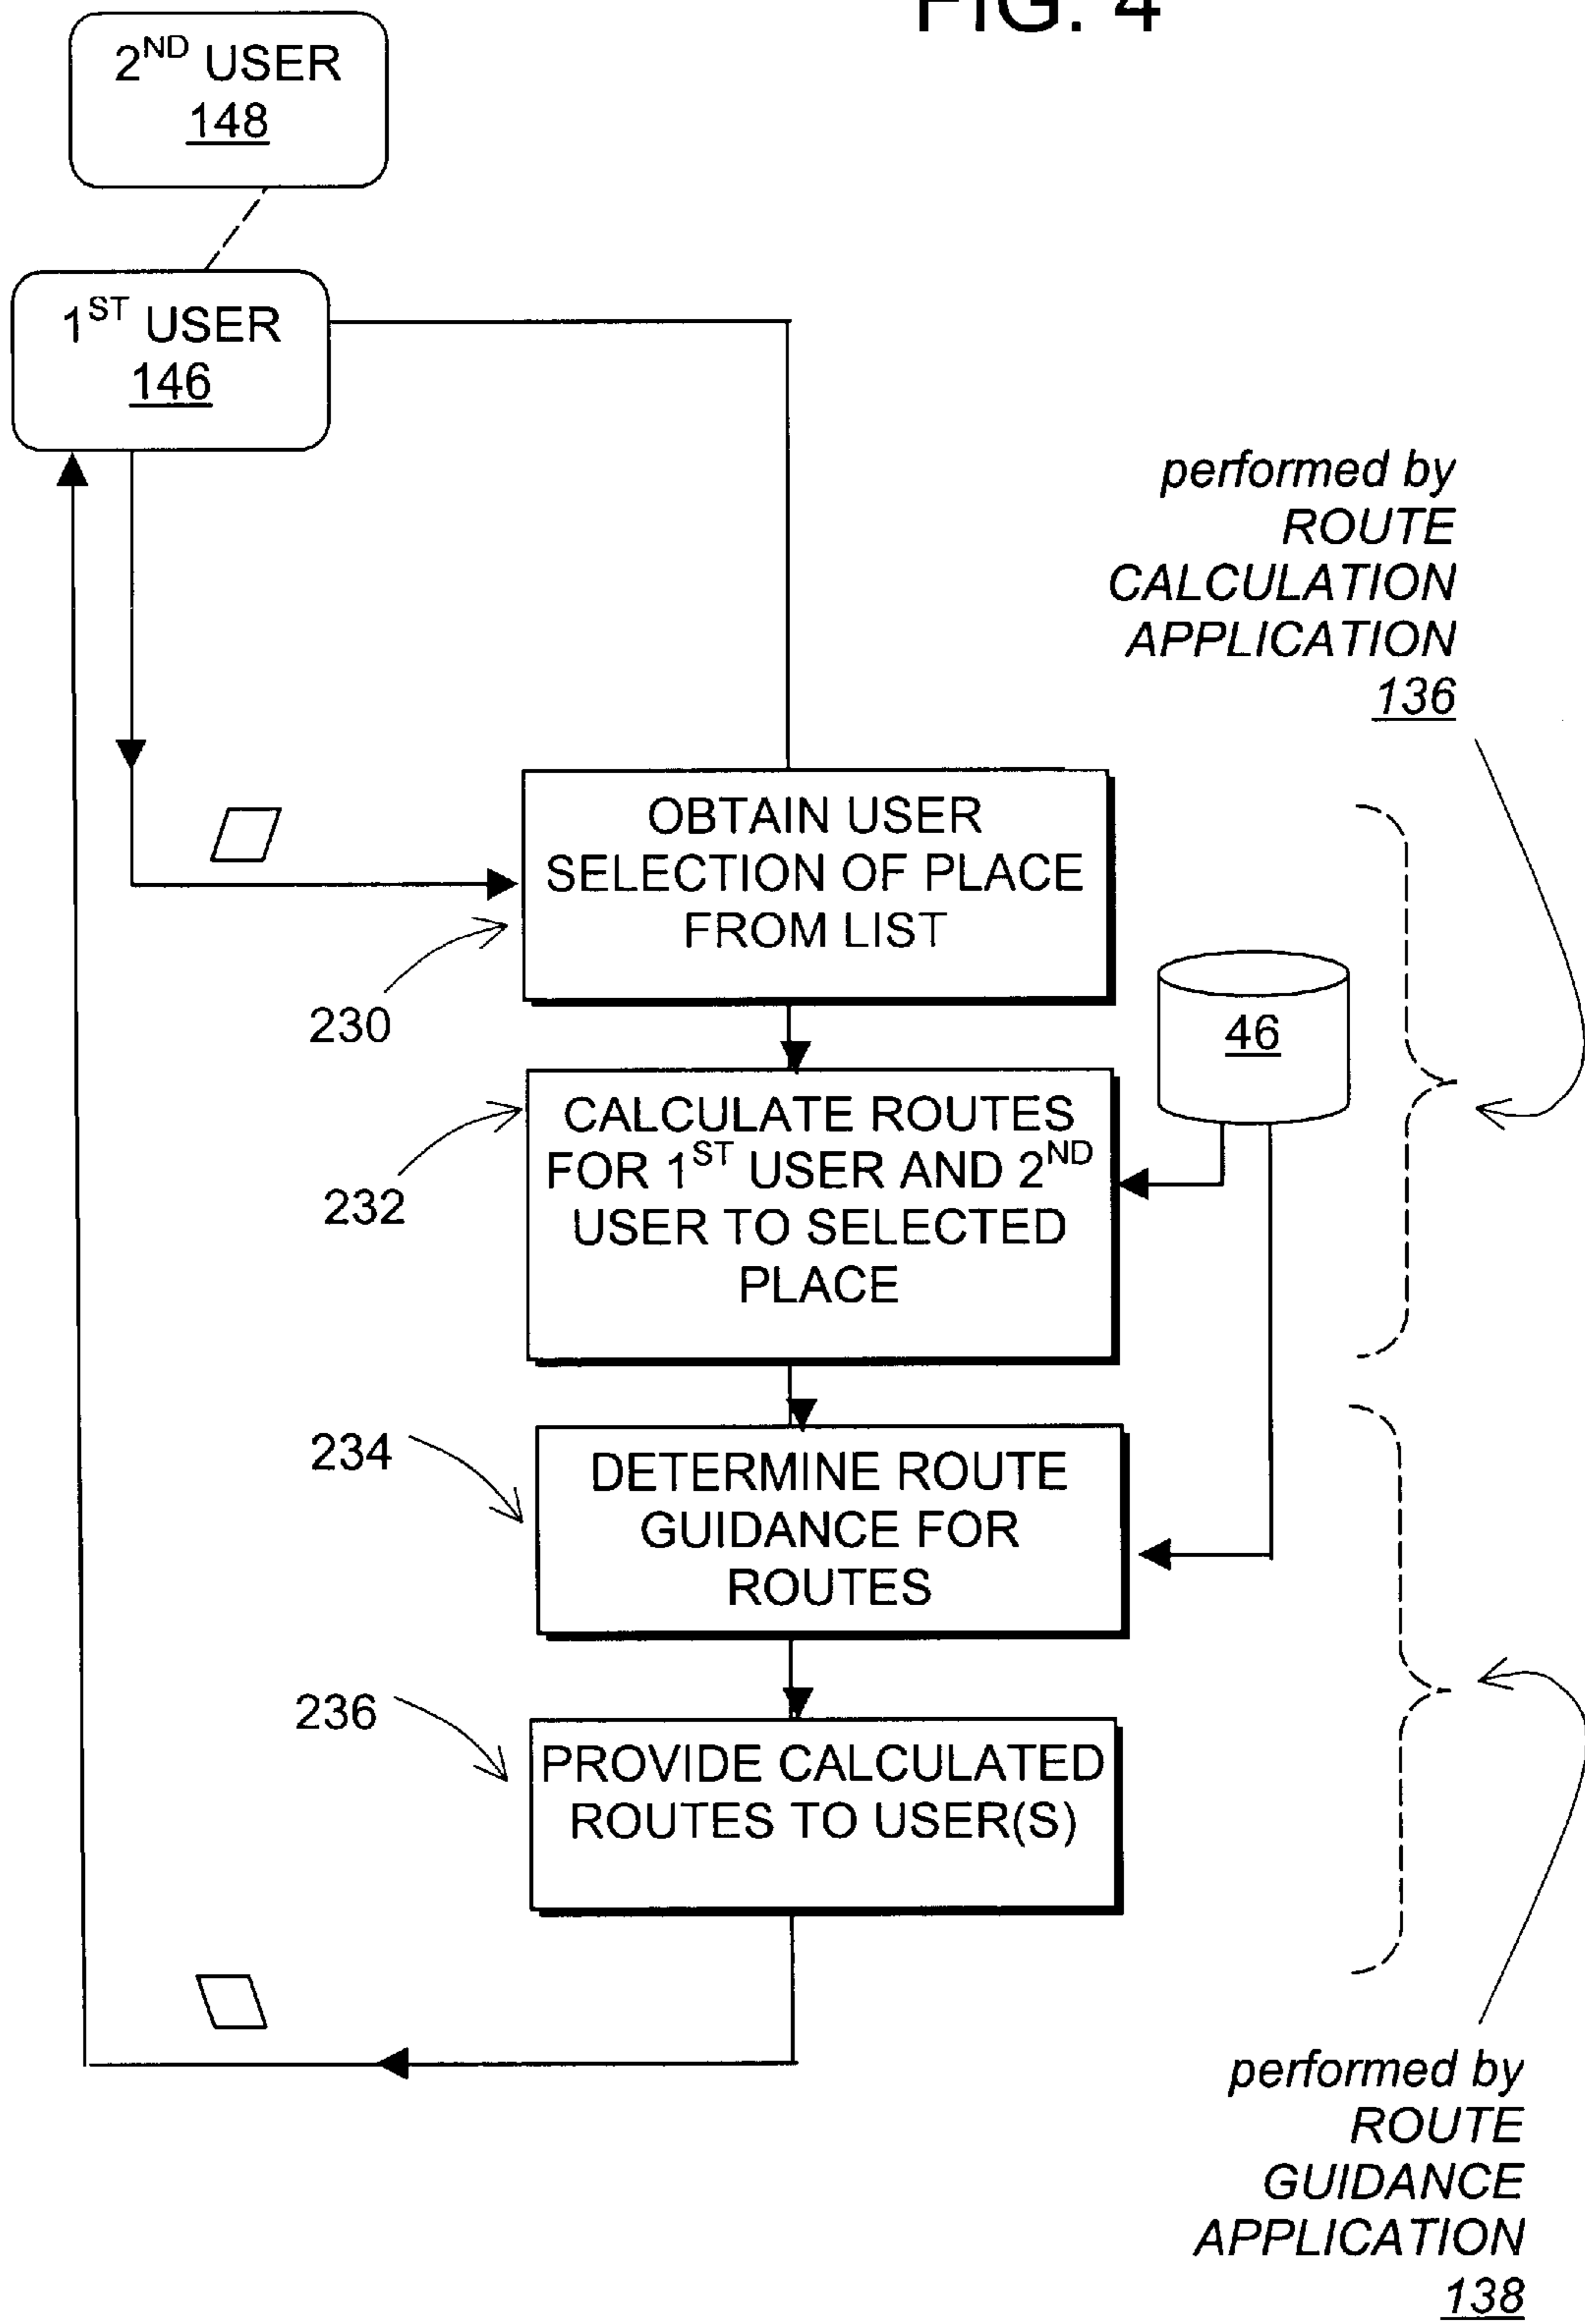 FIG. 4
2ND USER
148
1ST USER
146
performed by
ROUTE
CALCULATION
APPLICATION
136
OBTAIN USER
SELECTION OF PLACE
FROM LIST
230
46
CALCULATE ROUTES
FOR 1ST USER AND 2ND
USER TO SELECTED
PLACE
232
234
DETERMINE ROUTE
GUIDANCE FOR
ROUTES
236
PROVIDE CALCULATED
ROUTES TO USER(S)
performed by
ROUTE
GUIDANCE
APPLICATION
138